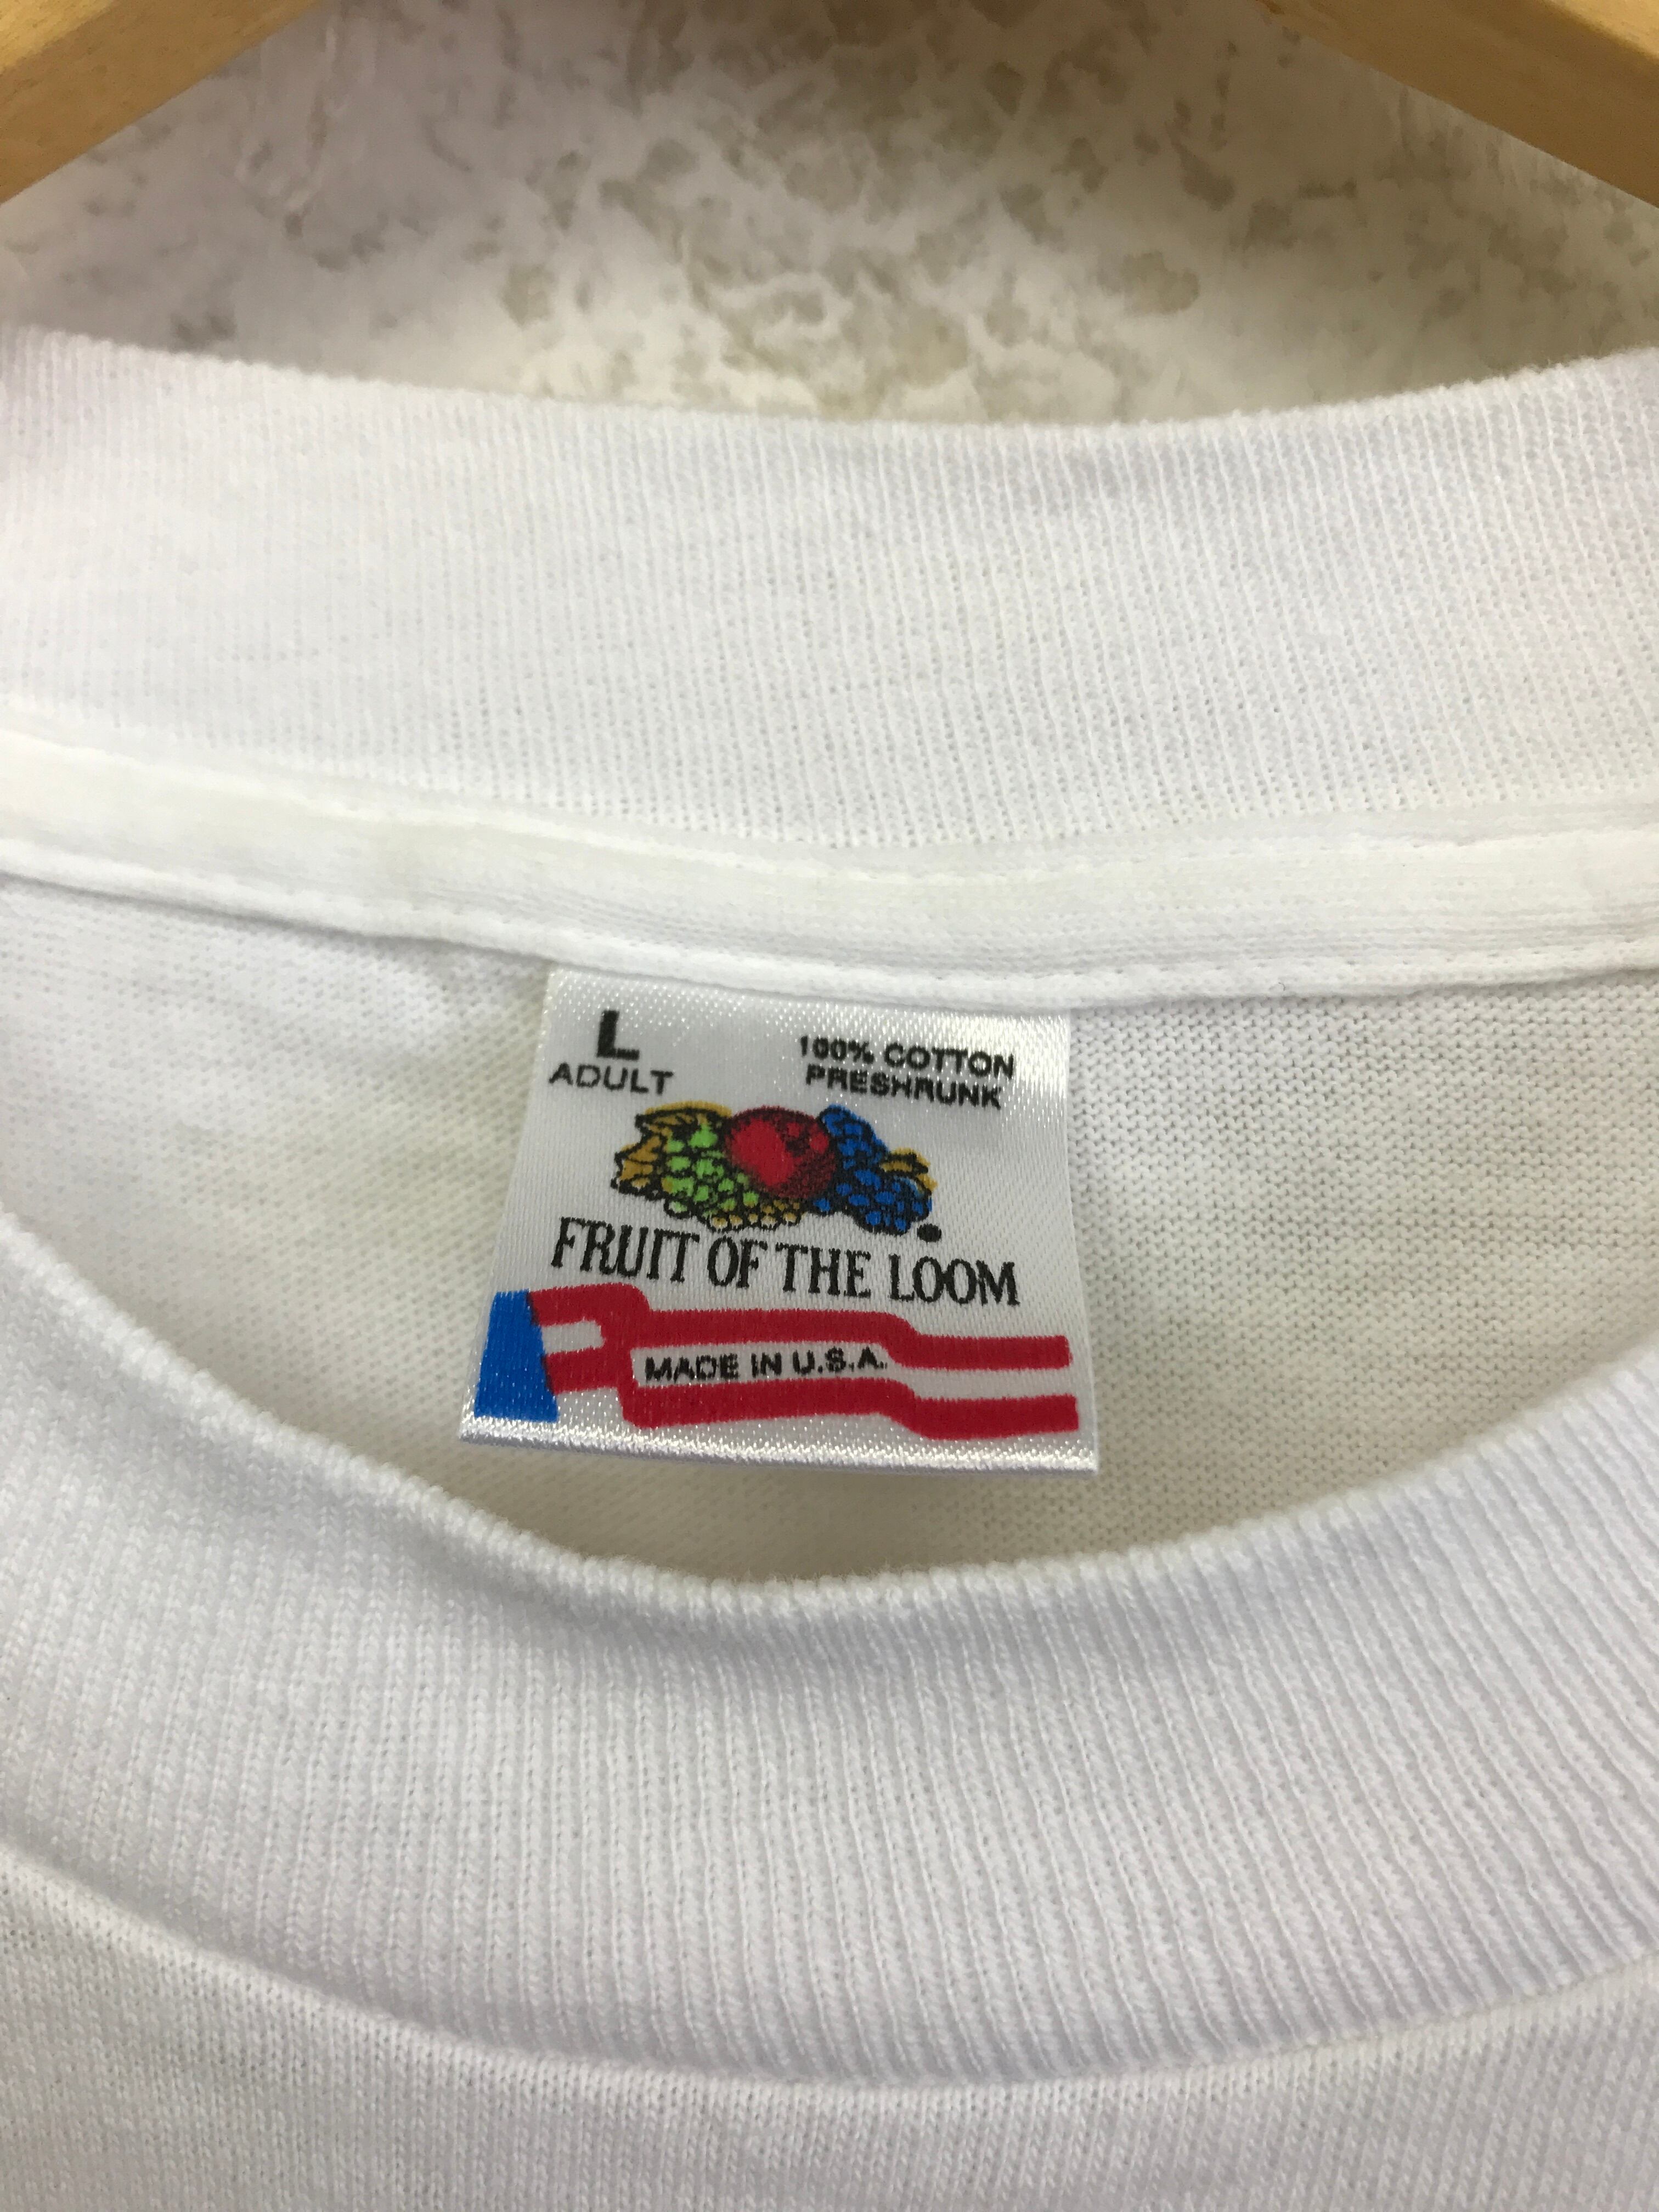 L
ADULT
100% COTTON
PRESHRUNK
FRUIT OF THE LOOM
MADE IN U.S.A.